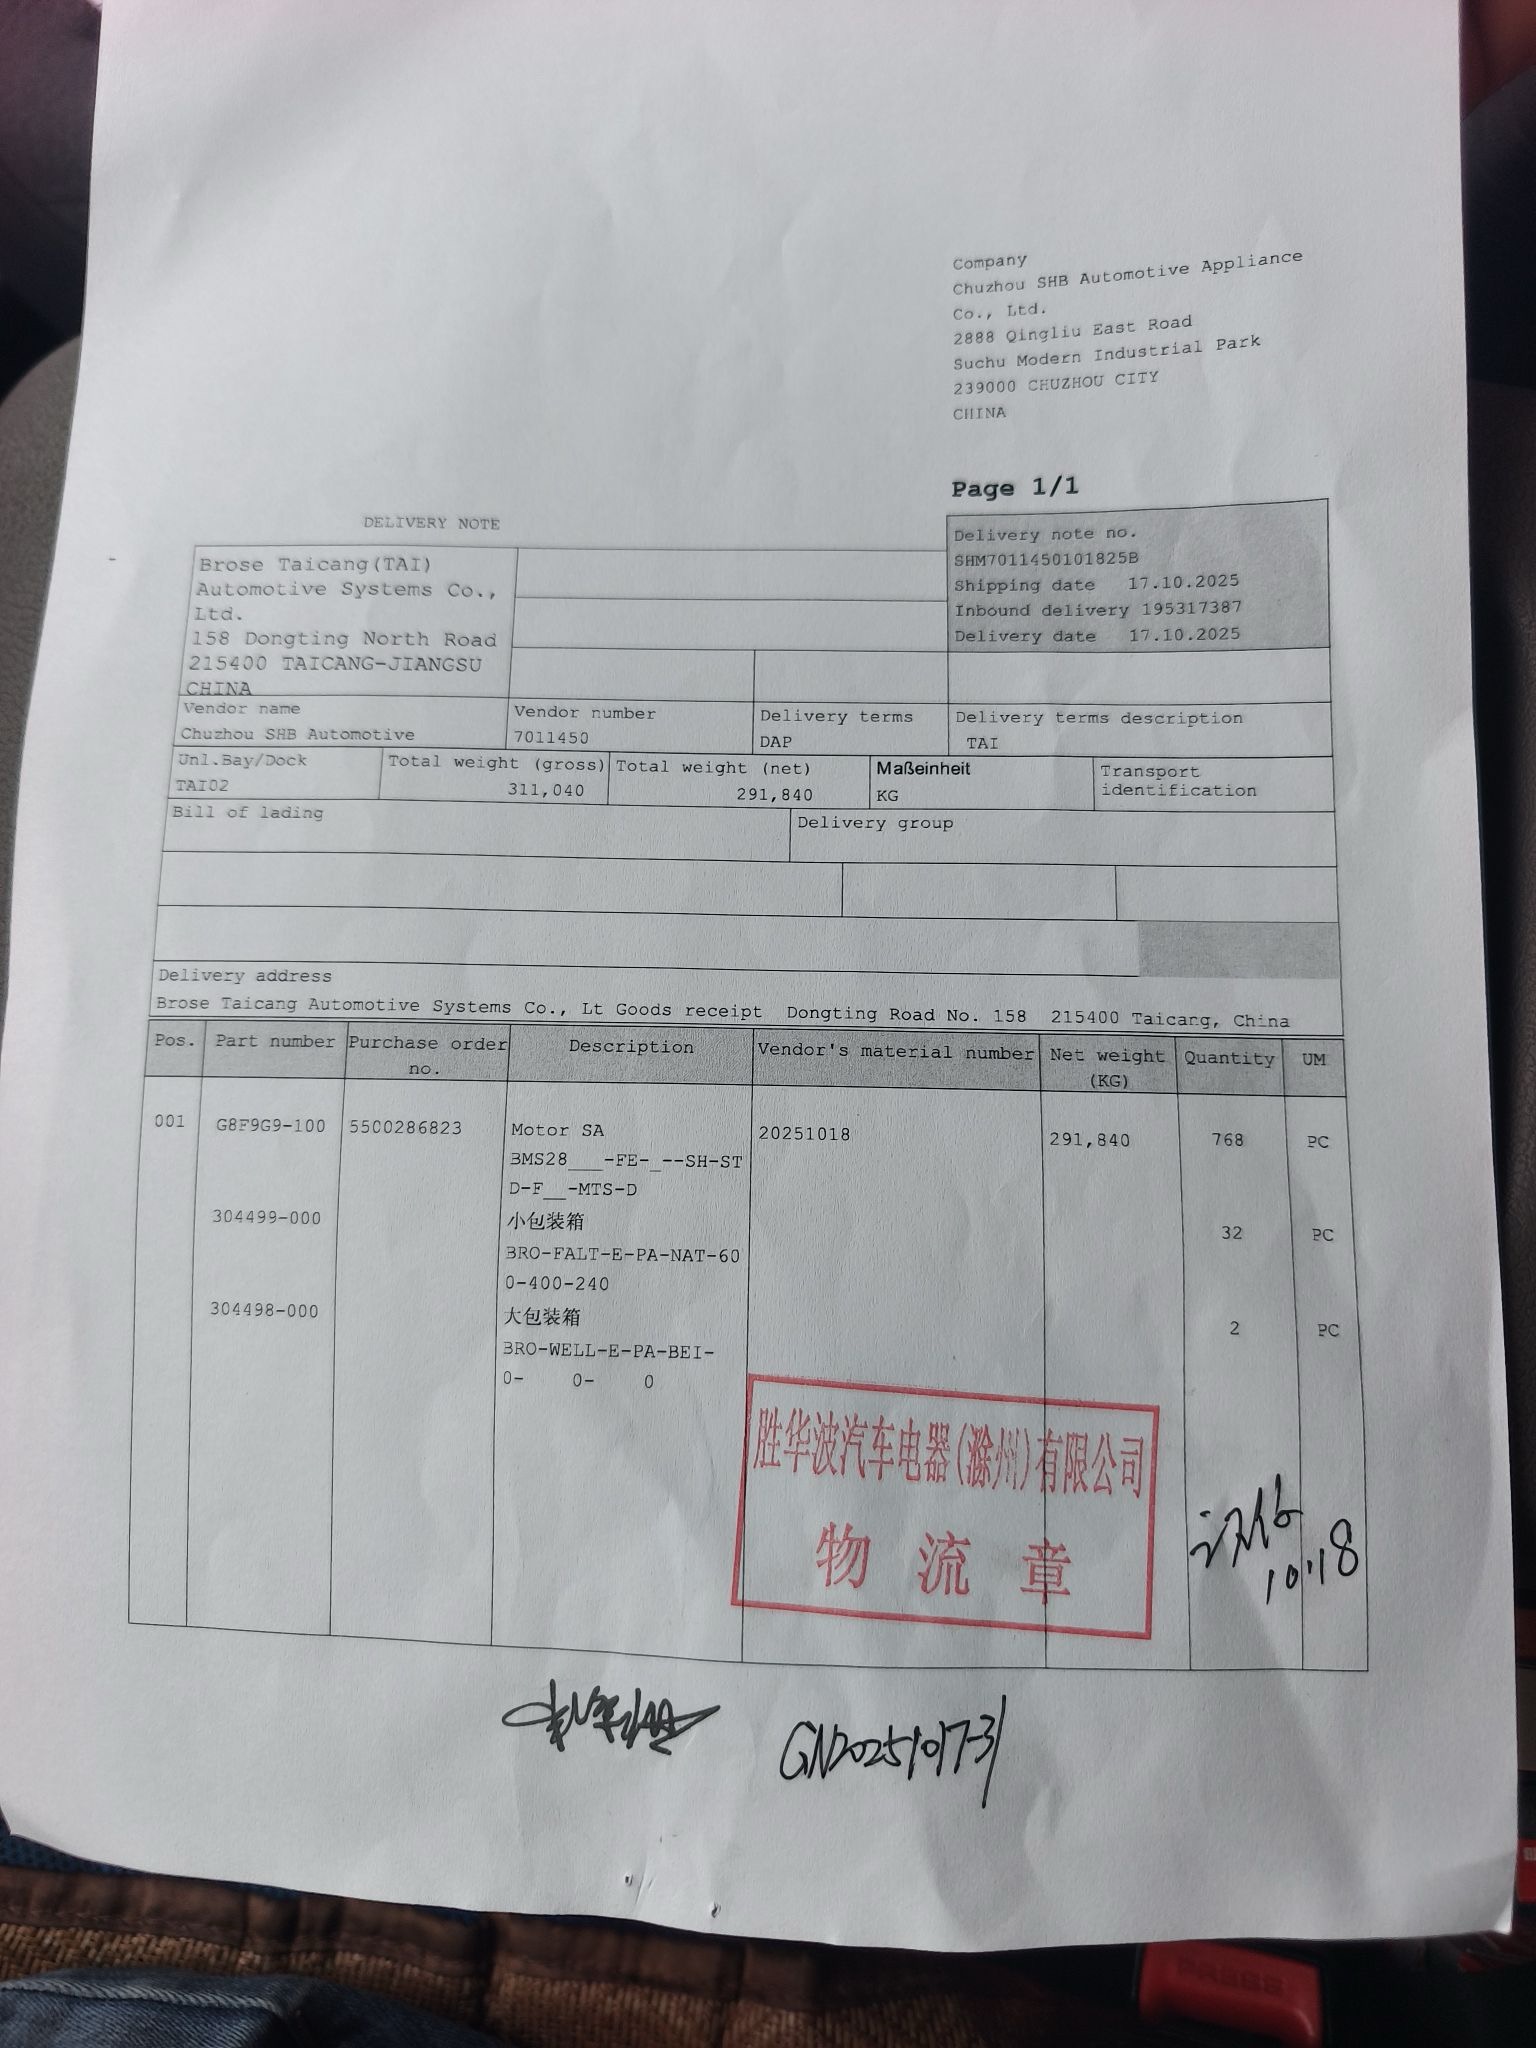 Company
Chuzhou SHB Automotive Appliance
Co., Ltd.
2888 Qingliu East Road
Suchu Modern Industrial Park
239000 CHUZHOU CITY
CHINA
Page 1/1
DELIVERY NOTE
Brose Taicang(TAI)
Automotive Systems Co.,
Ltd.
158 Dongting North Road
215400 TAICANG-JIANGSU
CHINA
Delivery note no.
SHM7011450101825B
Shipping date 17.10.2025
Inbound delivery 195317387
Delivery date 17.10.2025
Vendor name Vendor number Delivery terms Delivery terms description
Chuzhou SHB Automotive 7011450 DAP TAI
Unl.Bay/Dock Total weight (gross) Total weight (net) Maßeinheit Transport identification
TAI02 311,040 291,840 KG
Bill of lading Delivery group
Delivery address
Brose Taicang Automotive Systems Co., Lt Goods receipt Dongting Road No. 158 215400 Taicang, China
Pos. Part number Purchase order no. Description Vendor's material number Net weight (KG) Quantity UM
001 G8F9G9-100 5500286823 Motor SA 20251018 291,840 768 PC
BMS28___-FE-_--SH-ST
D-F__-MTS-D
304499-000 小包装箱 32 PC
BRO-FALT-E-PA-NAT-60
0-400-240
304498-000 大包装箱 2 PC
BRO-WELL-E-PA-BEI-
0- 0- 0
胜华波汽车电器(滁州)有限公司
物流章
10.18
GN20251017-31